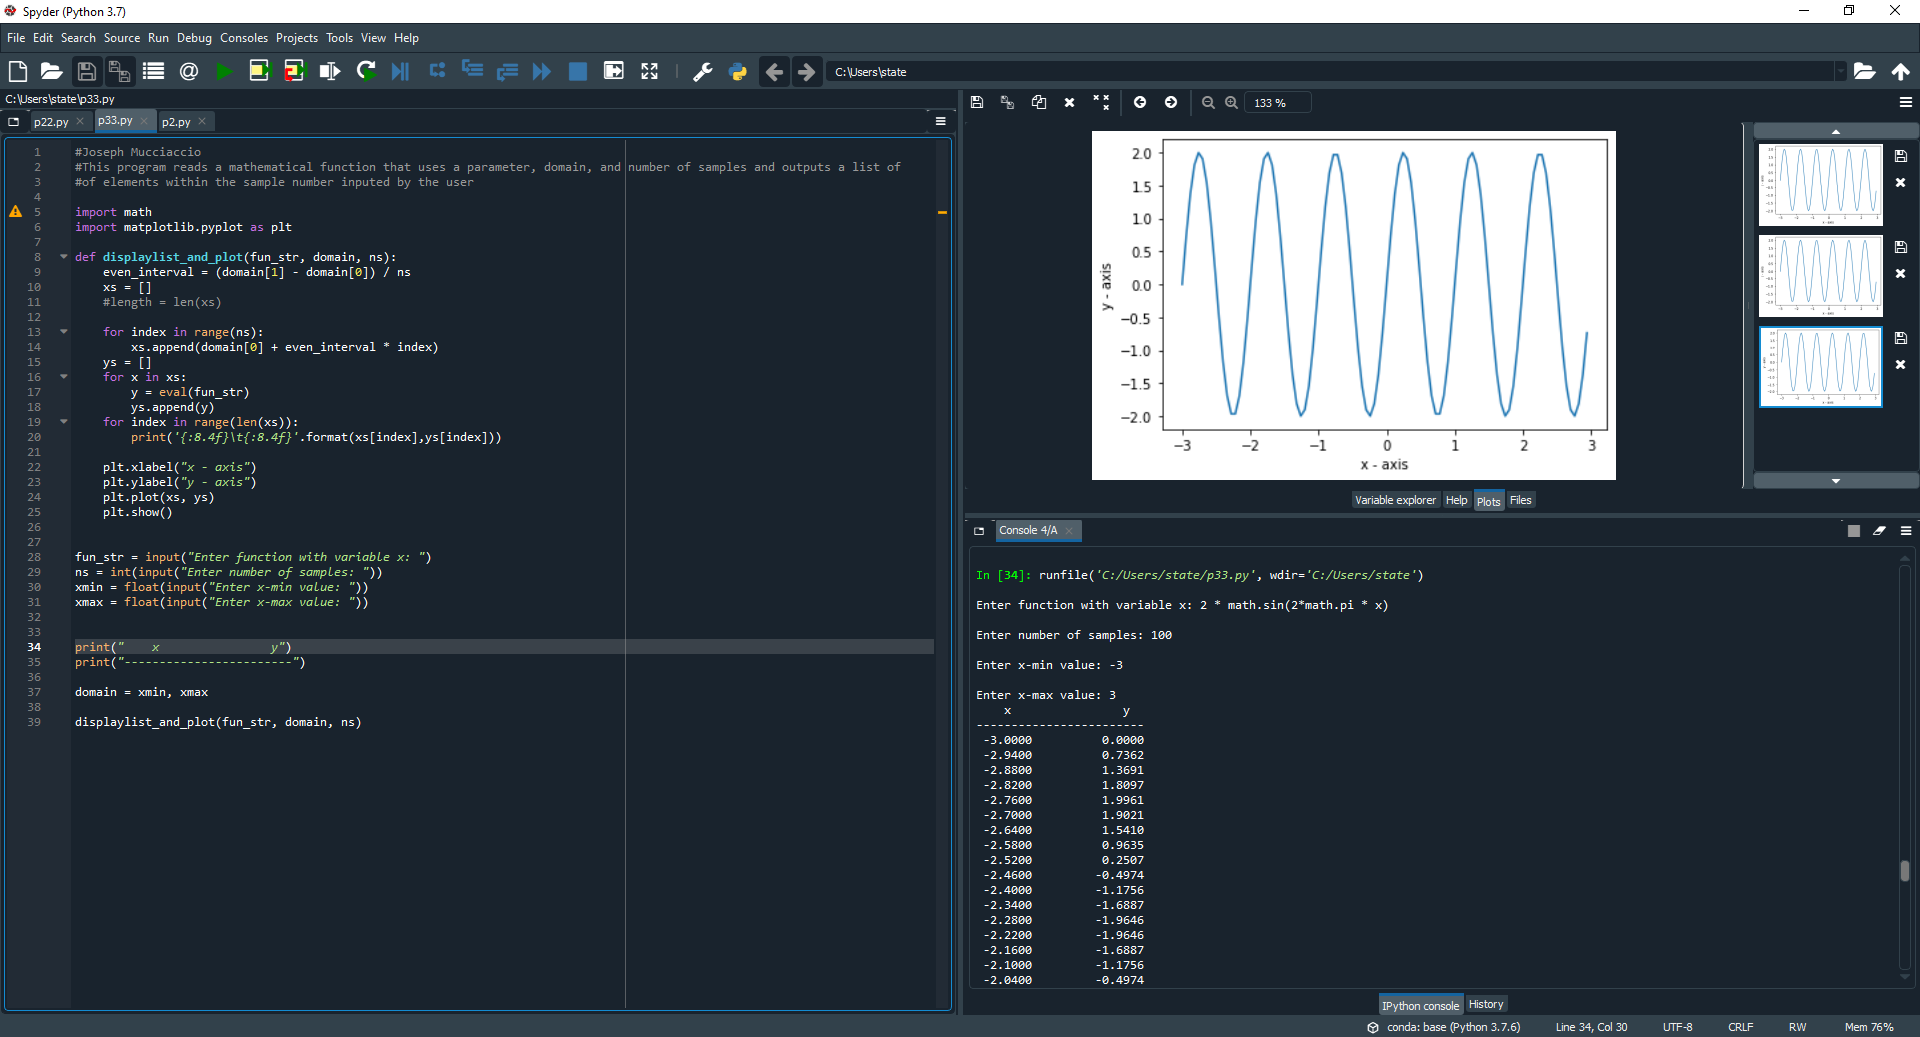 Spyder (Python 3.7)
File Edit Search Source Run Debug Consoles Projects Tools View Help
C:\Users\state
C:\Users\state\p33.py
p22.py p33.py p2.py
1 #Joseph Mucciaccio
2 #This program reads a mathematical function that uses a parameter, domain, and number of samples and outputs a list of
3 #of elements within the sample number inputed by the user
4
5 import math
6 import matplotlib.pyplot as plt
7
8 def displaylist_and_plot(fun_str, domain, ns):
9     even_interval = (domain[1] - domain[0]) / ns
10     xs = []
11     #length = len(xs)
12
13     for index in range(ns):
14         xs.append(domain[0] + even_interval * index)
15     ys = []
16     for x in xs:
17         y = eval(fun_str)
18         ys.append(y)
19     for index in range(len(xs)):
20         print('{:8.4f}\t{:8.4f}'.format(xs[index],ys[index]))
21
22     plt.xlabel("x - axis")
23     plt.ylabel("y - axis")
24     plt.plot(xs, ys)
25     plt.show()
26
27
28 fun_str = input("Enter function with variable x: ")
29 ns = int(input("Enter number of samples: "))
30 xmin = float(input("Enter x-min value: "))
31 xmax = float(input("Enter x-max value: "))
32
33
34 print("    x                y")
35 print("------------------------")
36
37 domain = xmin, xmax
38
39 displaylist_and_plot(fun_str, domain, ns)
133 %
2.0
1.5
1.0
0.5
0.0
−0.5
−1.0
−1.5
−2.0
y - axis
−3 −2 −1 0 1 2 3
x - axis
Variable explorer Help Plots Files
Console 4/A
In [34]: runfile('C:/Users/state/p33.py', wdir='C:/Users/state')
Enter function with variable x: 2 * math.sin(2*math.pi * x)
Enter number of samples: 100
Enter x-min value: -3
Enter x-max value: 3
x y
------------------------
-3.0000 0.0000
-2.9400 0.7362
-2.8800 1.3691
-2.8200 1.8097
-2.7600 1.9961
-2.7000 1.9021
-2.6400 1.5410
-2.5800 0.9635
-2.5200 0.2507
-2.4600 -0.4974
-2.4000 -1.1756
-2.3400 -1.6887
-2.2800 -1.9646
-2.2200 -1.9646
-2.1600 -1.6887
-2.1000 -1.1756
-2.0400 -0.4974
IPython console History
conda: base (Python 3.7.6) Line 34, Col 30 UTF-8 CRLF RW Mem 76%